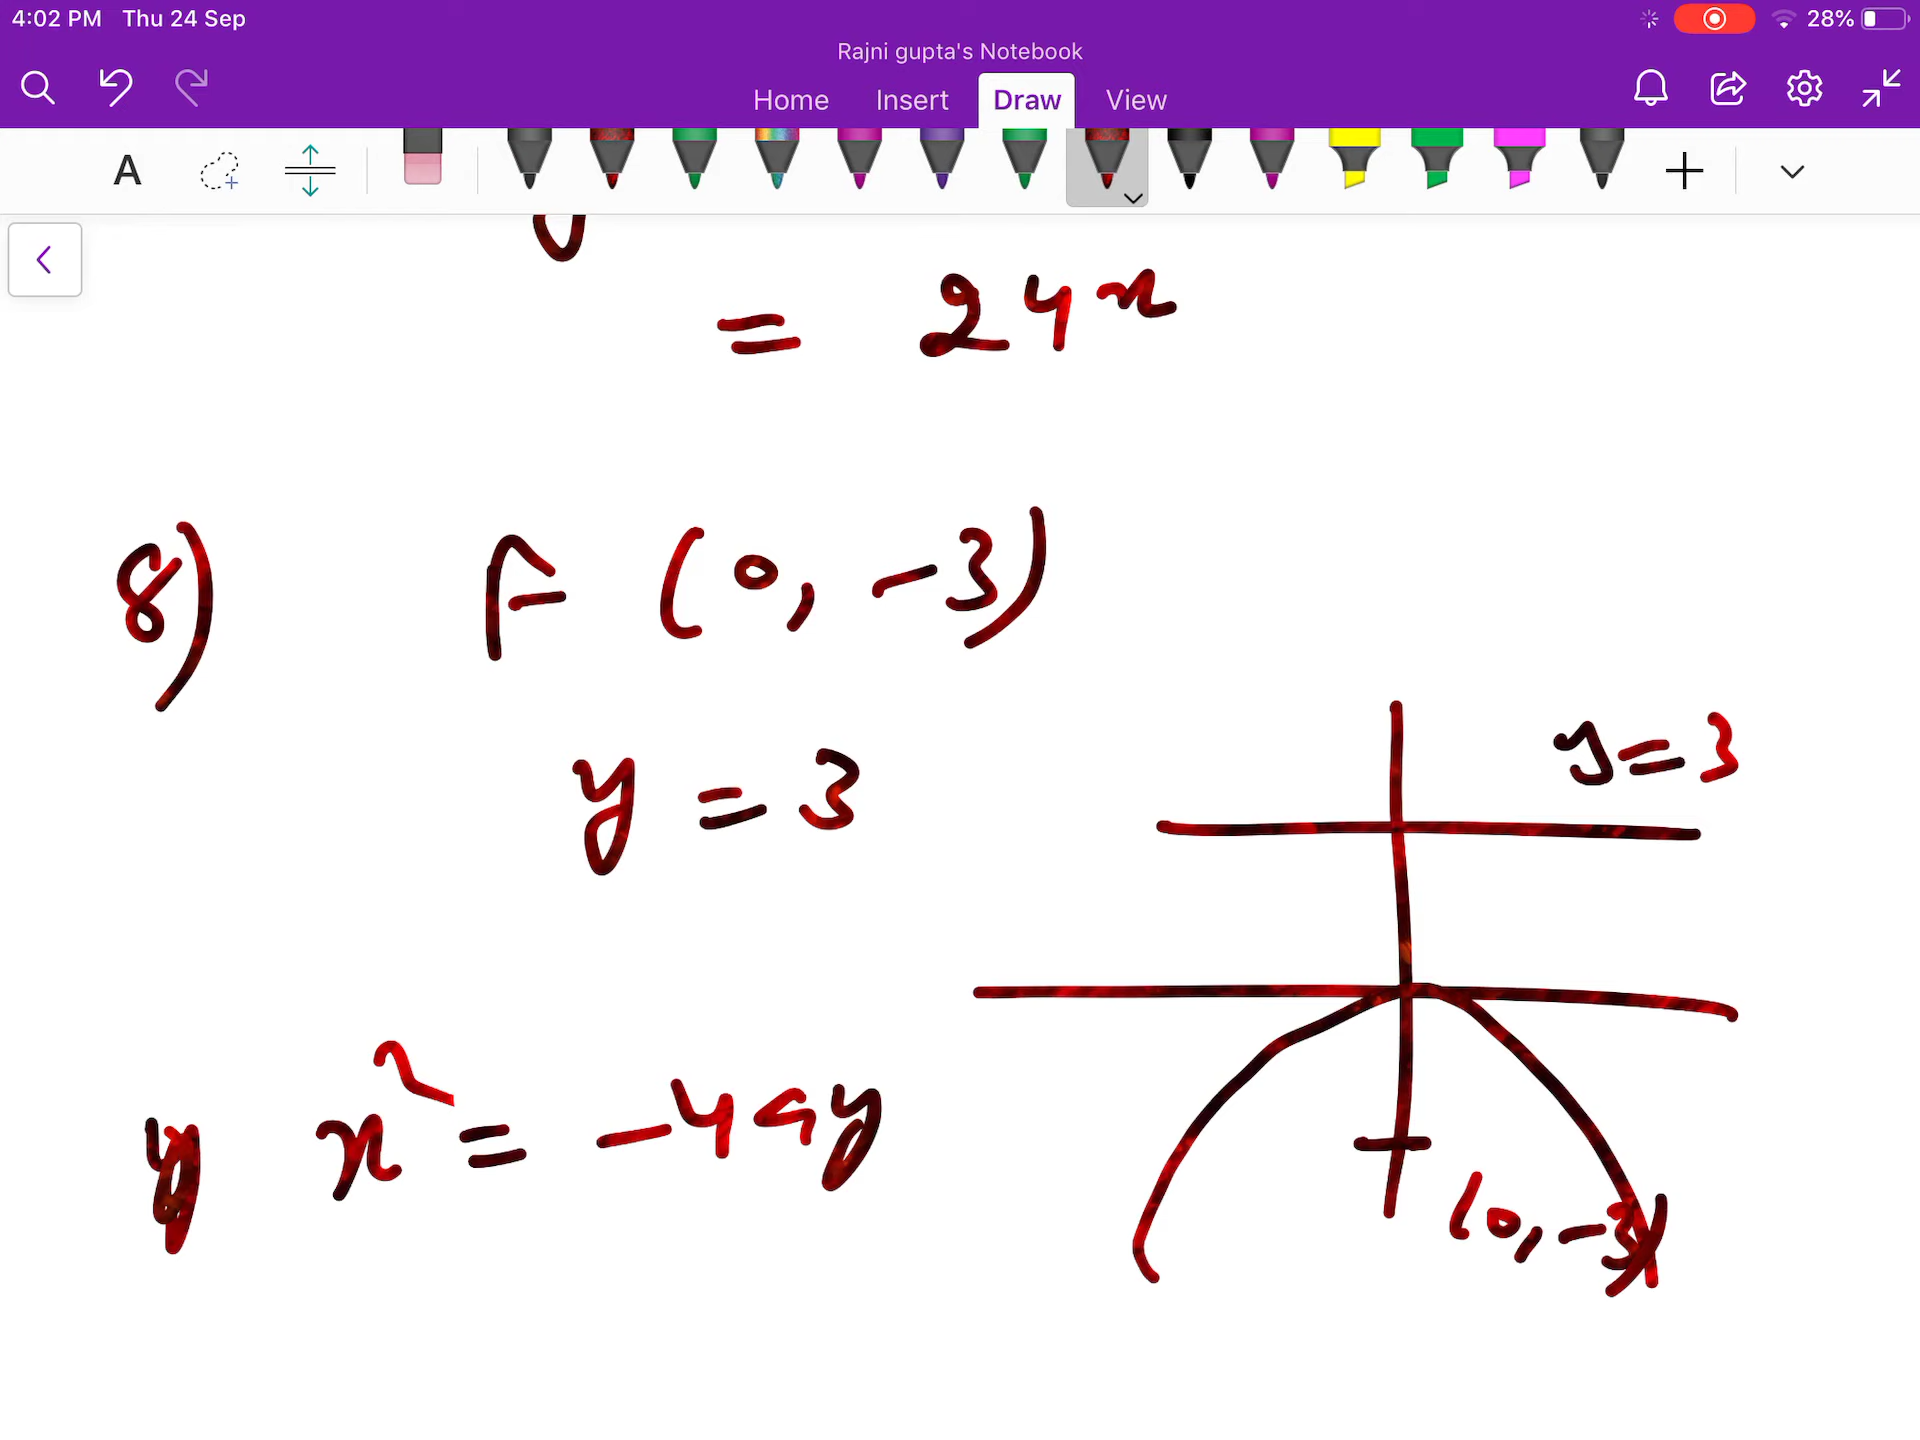 4:02 PM Thu 24 Sep 28%
Rajni gupta's Notebook
Home Insert Draw View
A
= 24x
8) F (0, -3)
y = 3
y=3
x² = -4ay
(0, -3)